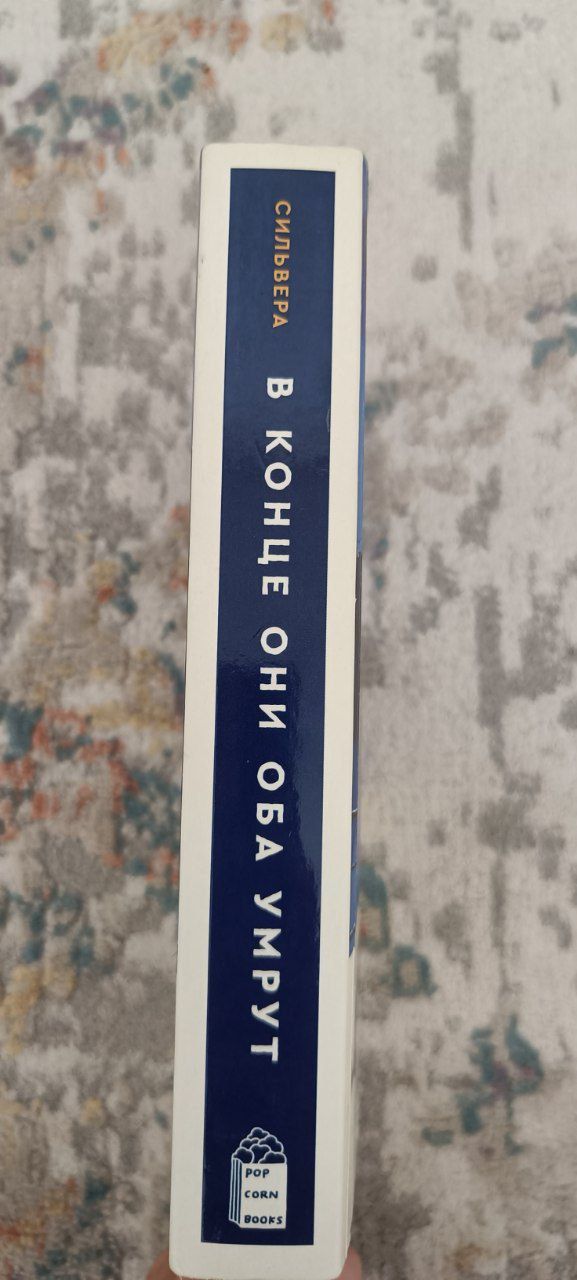 СИЛЬВЕРА
В КОНЦЕ ОНИ ОБА УМРУТ
POP
CORN
BOOKS